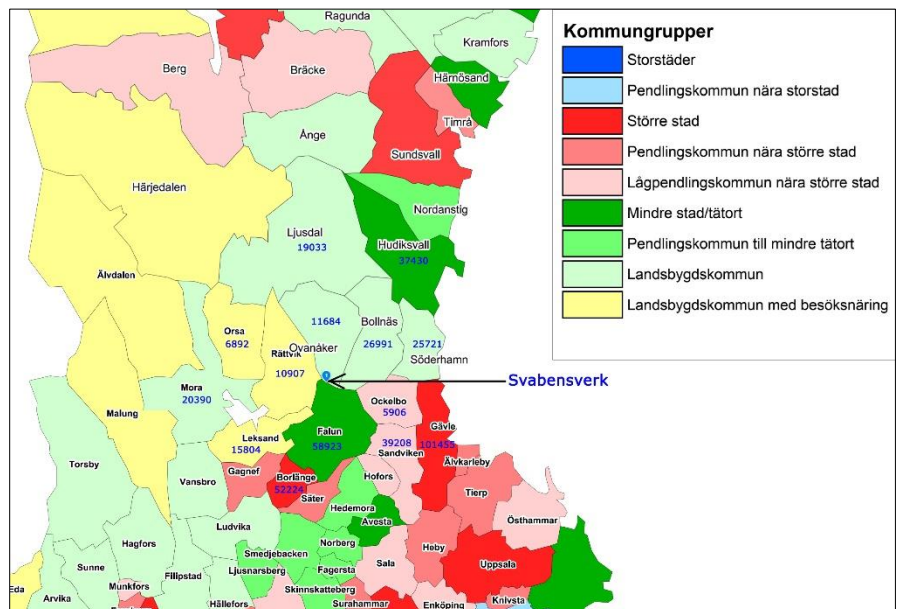 Ragunda
Kramfors
Berg
Bräcke
Härnösand
Timrå
Ånge
Sundsvall
Härjedalen
Nordanstig
Ljusdal
19033
Hudiksvall
37430
Älvdalen
11684
Bollnäs
Orsa
6892
Rättvik
Ovanåker
26991
25721
Söderhamn
10907
Svabensverk
Mora
20390
Ockelbo
5906
Malung
Falun
58923
Gävle
101455
Leksand
15804
39208
Sandviken
Torsby
Gagnef
Borlänge
52224
Älvkarleby
Vansbro
Säter
Hofors
Tierp
Hedemora
Östhammar
Ludvika
Avesta
Hagfors
Smedjebacken
Norberg
Heby
Sunne
Filipstad
Ljusnarsberg
Fagersta
Sala
Uppsala
Munkfors
Eda
Arvika
Hällefors
Skinnskatteberg
Surahammar
Enköping
Knivsta
Kommungrupper
Storstäder
Pendlingskommun nära storstad
Större stad
Pendlingskommun nära större stad
Lågpendlingskommun nära större stad
Mindre stad/tätort
Pendlingskommun till mindre tätort
Landsbygdskommun
Landsbygdskommun med besöksnäring